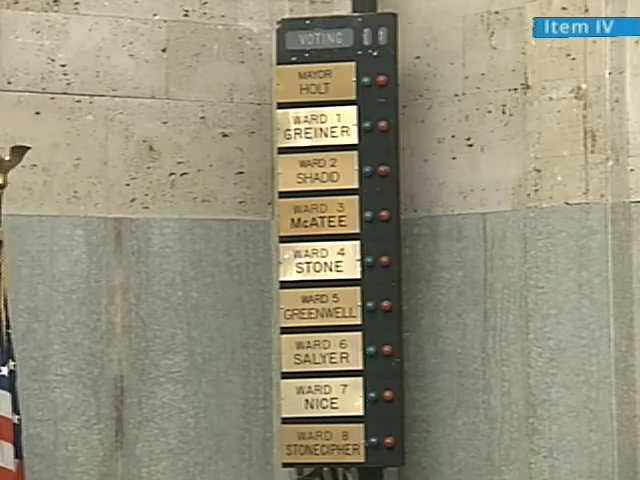 Item IV
VOTING
MAYOR
HOLT
WARD 1
GREINER
WARD 2
SHADID
WARD 3
McATEE
WARD 4
STONE
WARD 5
GREENWELL
WARD 6
SALYER
WARD 7
NICE
WARD 8
STONECIPHER